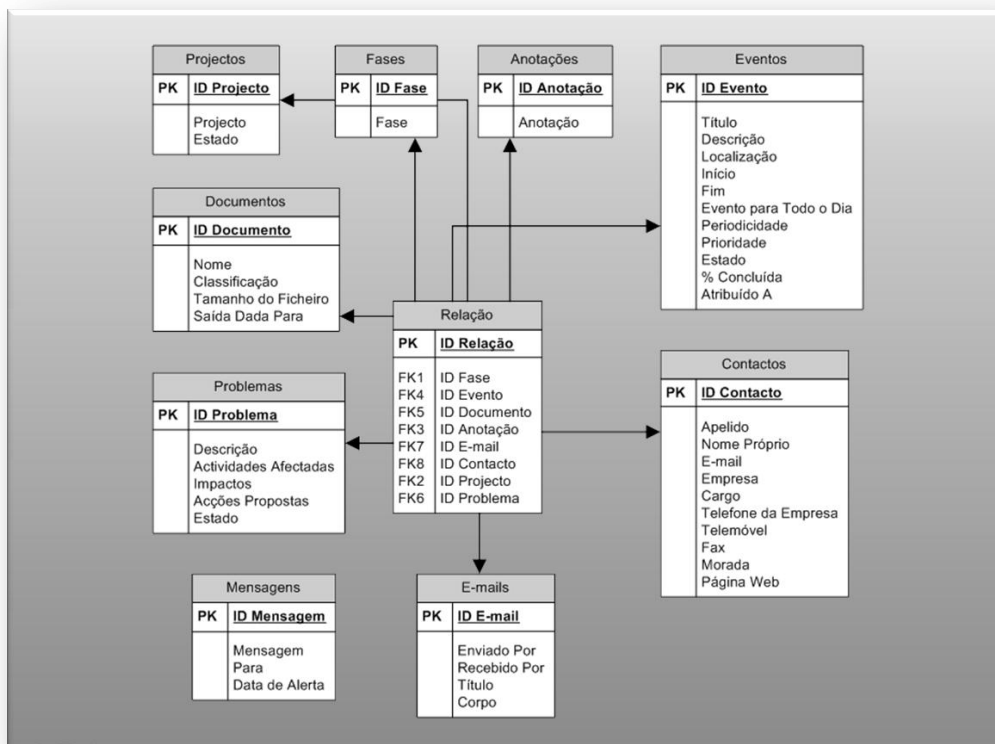 Projectos
PK ID Projecto
Projecto
Estado
Fases
PK ID Fase
Fase
Anotações
PK ID Anotação
Anotação
Eventos
PK ID Evento
Título
Descrição
Localização
Início
Fim
Evento para Todo o Dia
Periodicidade
Prioridade
Estado
% Concluída
Atribuído A
Documentos
PK ID Documento
Nome
Classificação
Tamanho do Ficheiro
Saída Dada Para
Relação
PK ID Relação
FK1 ID Fase
FK4 ID Evento
FK5 ID Documento
FK3 ID Anotação
FK7 ID E-mail
FK8 ID Contacto
FK2 ID Projecto
FK6 ID Problema
Contactos
PK ID Contacto
Apelido
Nome Próprio
E-mail
Empresa
Cargo
Telefone da Empresa
Telemóvel
Fax
Morada
Página Web
Problemas
PK ID Problema
Descrição
Actividades Afectadas
Impactos
Acções Propostas
Estado
Mensagens
PK ID Mensagem
Mensagem
Para
Data de Alerta
E-mails
PK ID E-mail
Enviado Por
Recebido Por
Título
Corpo